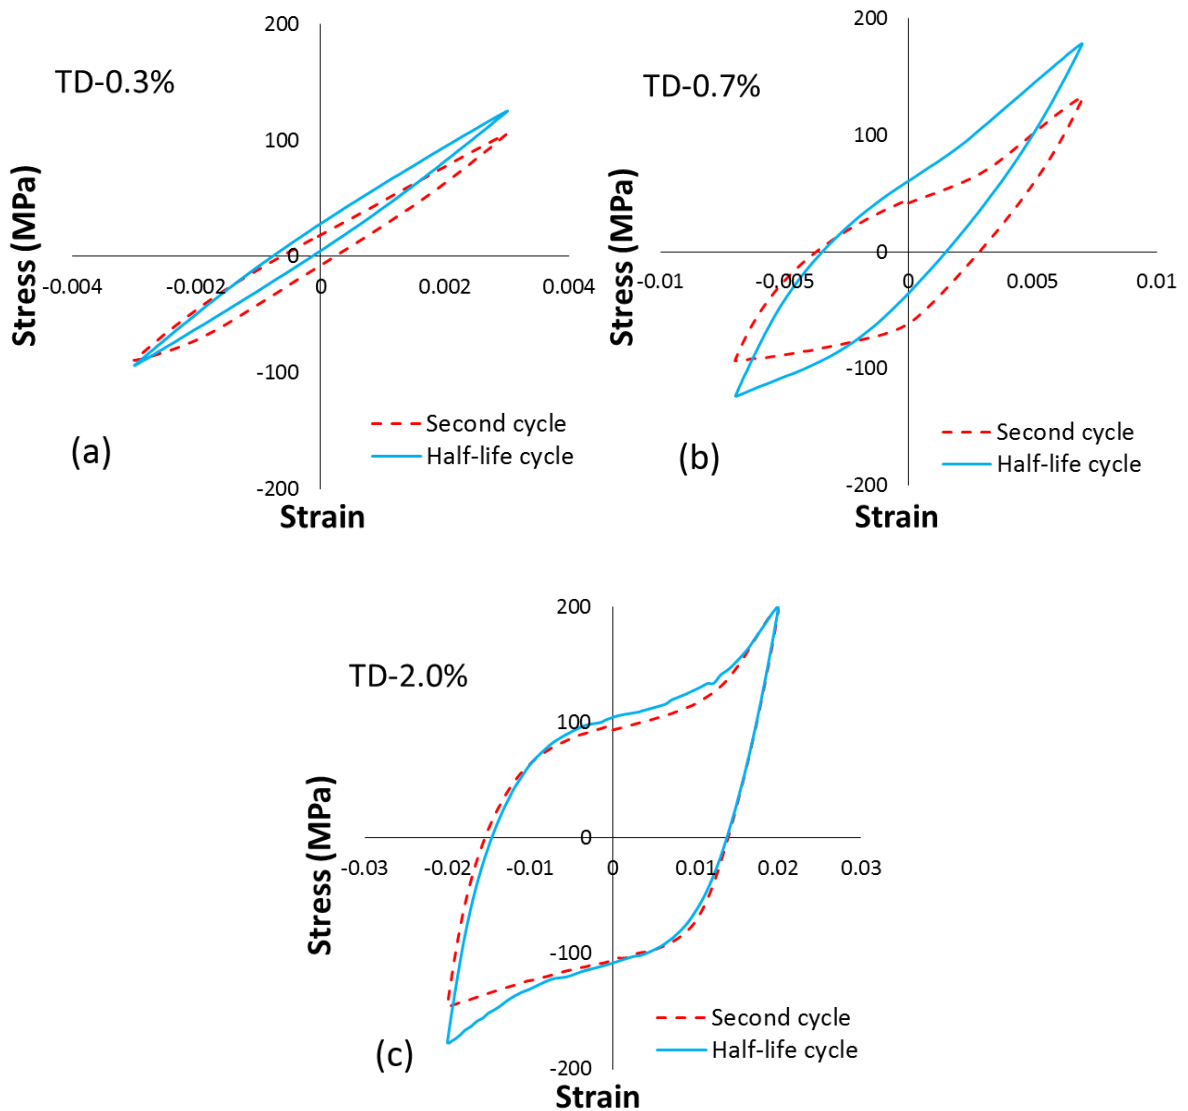 200
TD-0.3%
100
Stress (MPa)
0
-0.004
-0.002
0
0.002
0.004
-100
Second cycle
Half-life cycle
(a)
-200
Strain
200
TD-0.7%
100
Stress (MPa)
0
-0.01
-0.005
0
0.005
0.01
-100
Second cycle
Half-life cycle
(b)
-200
Strain
200
TD-2.0%
100
Stress (MPa)
0
-0.03
-0.02
-0.01
0
0.01
0.02
0.03
-100
Second cycle
Half-life cycle
(c)
-200
Strain